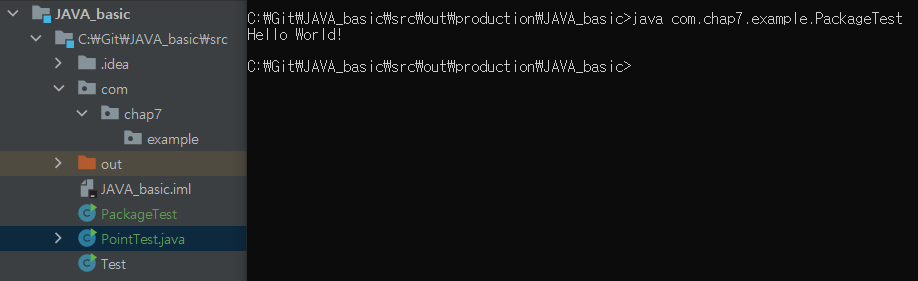 JAVA_basic
C:₩Git₩JAVA_basic₩src
.idea
com
chap7
example
out
JAVA_basic.iml
PackageTest
PointTest.java
Test
C:₩Git₩JAVA_basic₩src₩out₩production₩JAVA_basic>java com.chap7.example.PackageTest
Hello World!
C:₩Git₩JAVA_basic₩src₩out₩production₩JAVA_basic>